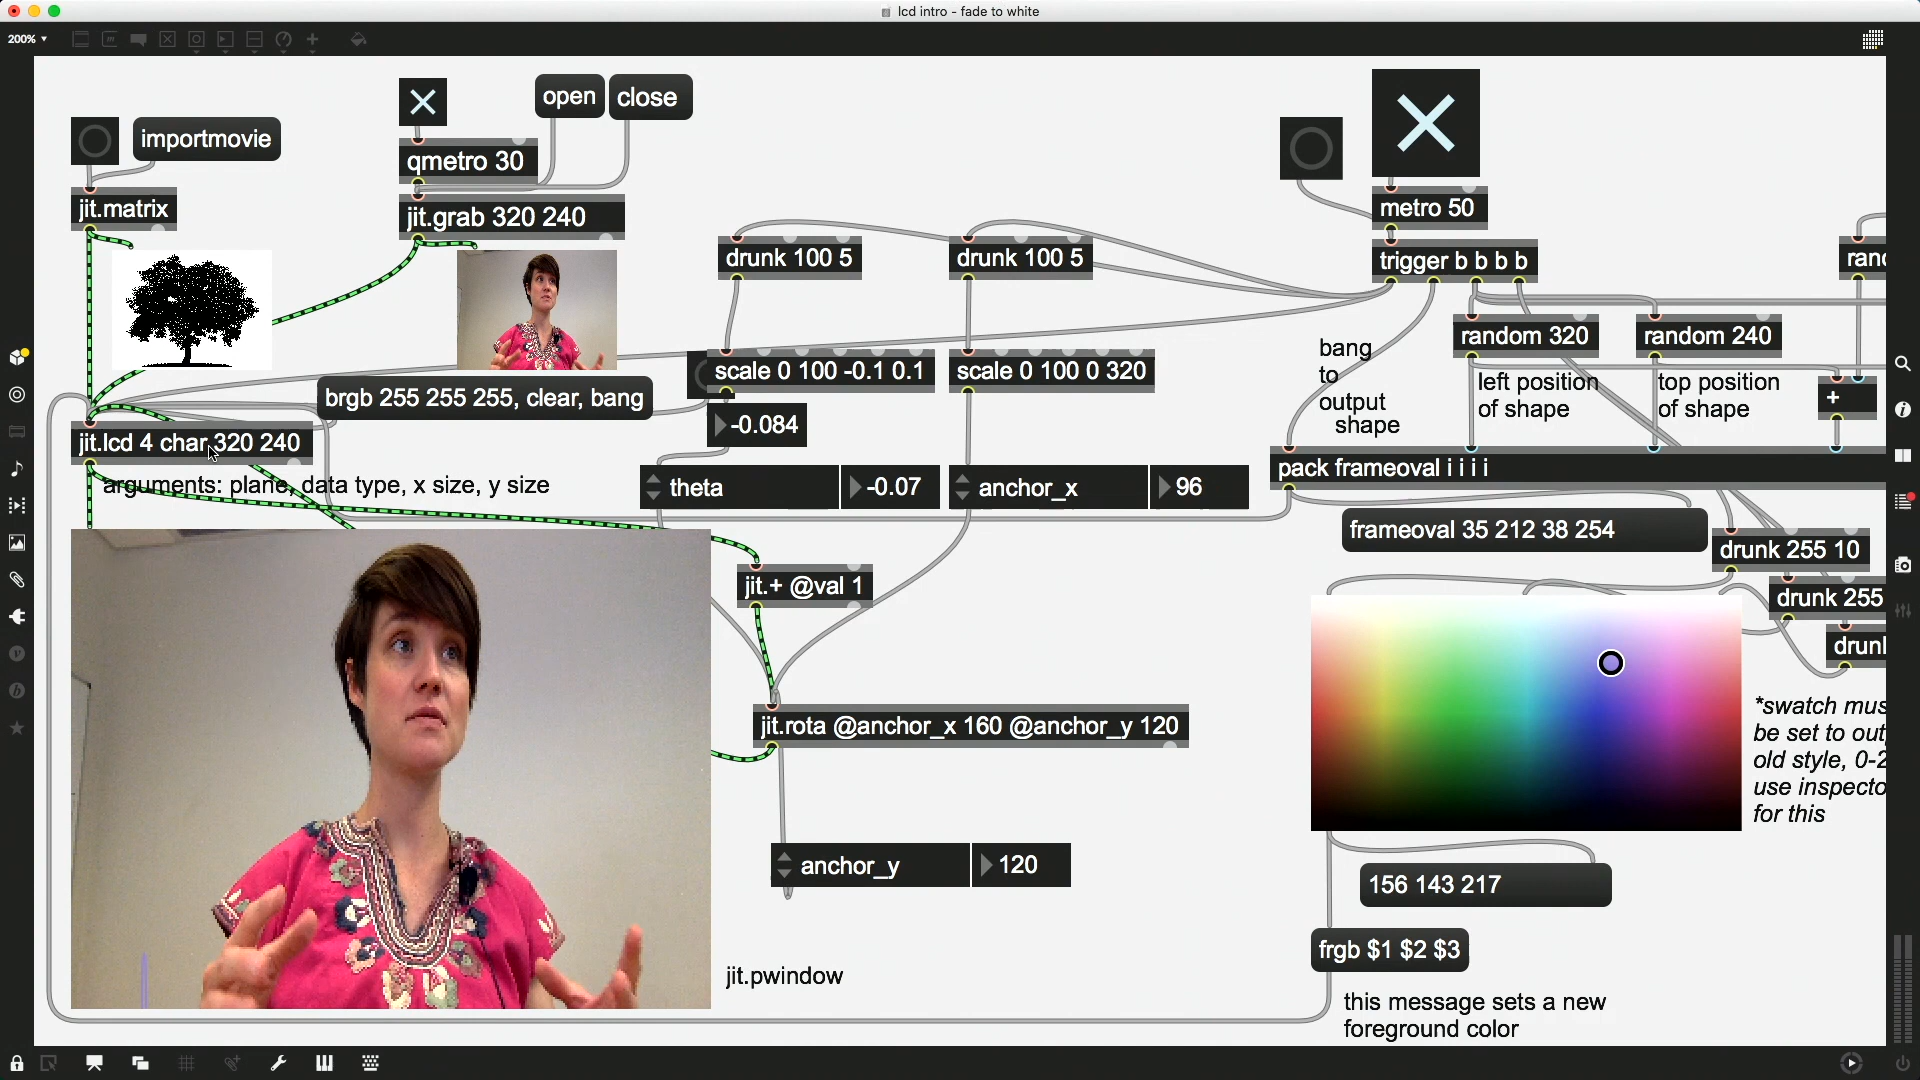 lcd intro - fade to white
200%
open
close
importmovie
qmetro 30
jit.matrix
jit.grab 320 240
metro 50
drunk 100 5
drunk 100 5
trigger b b b b
random 320
random 240
bang
to
output
shape
left position
of shape
top position
of shape
scale 0 100 -0.1 0.1
scale 0 100 0 320
+
brgb 255 255 255, clear, bang
-0.084
jit.lcd 4 char 320 240
arguments: plane, data type, x size, y size
theta
-0.07
anchor_x
96
pack frameoval i i i i
frameoval 35 212 38 254
drunk 255 10
drunk 255
jit.+ @val 1
jit.rota @anchor_x 160 @anchor_y 120
*swatch mus
be set to out
old style, 0-2
use inspecto
for this
anchor_y
120
156 143 217
frgb $1 $2 $3
jit.pwindow
this message sets a new
foreground color